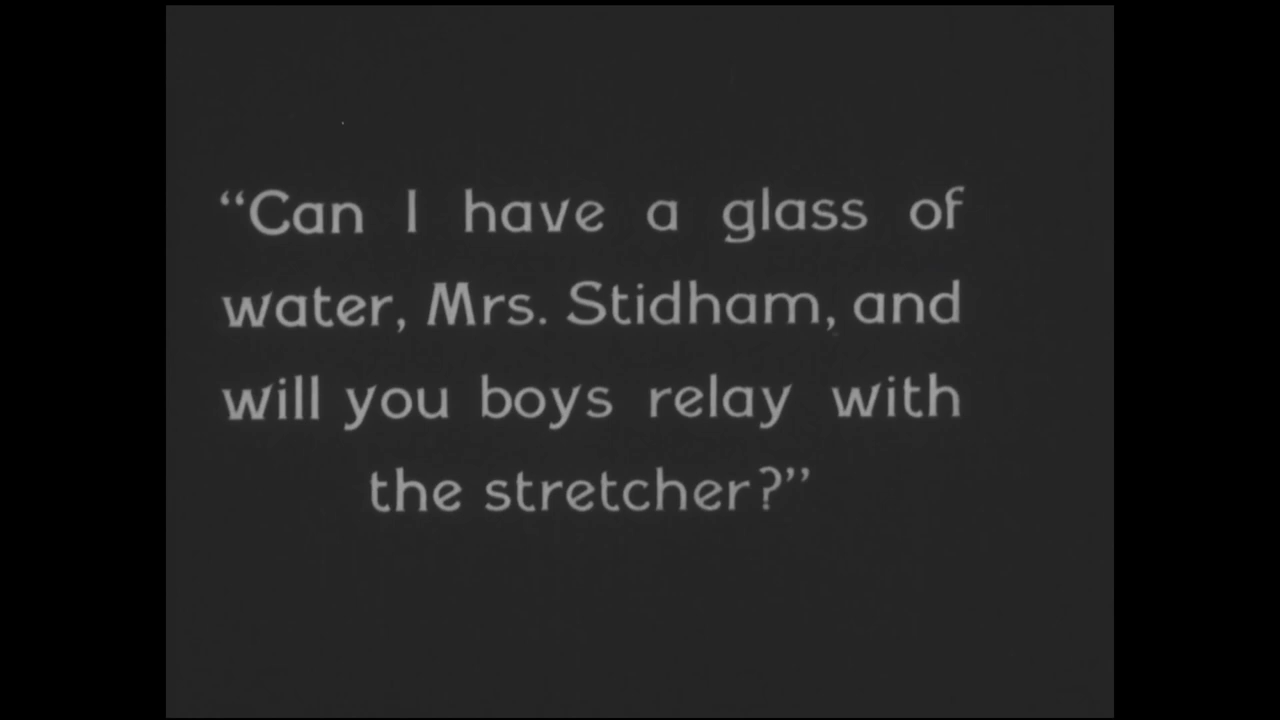 “Can I have a glass of
water, Mrs. Stidham, and
will you boys relay with
the stretcher?”